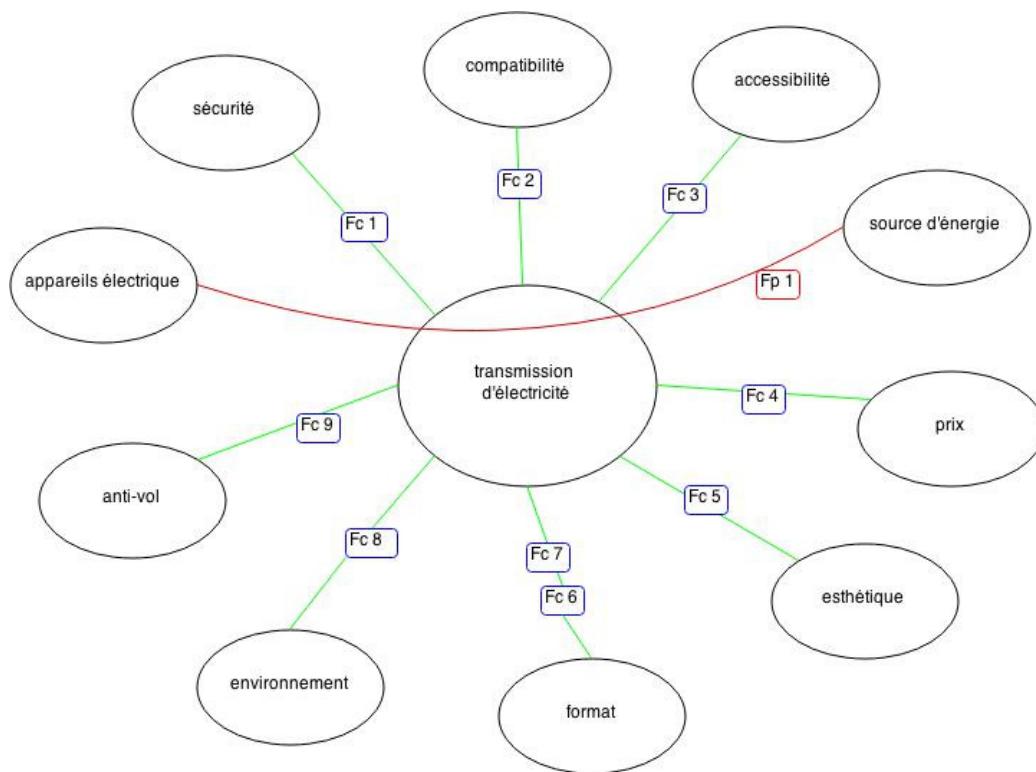 compatibilité
accessibilité
sécurité
Fc 2
Fc 3
Fc 1
source d'énergie
appareils électrique
Fp 1
transmission
d'électricité
Fc 4
Fc 9
prix
anti-vol
Fc 5
Fc 8
Fc 7
Fc 6
esthétique
environnement
format